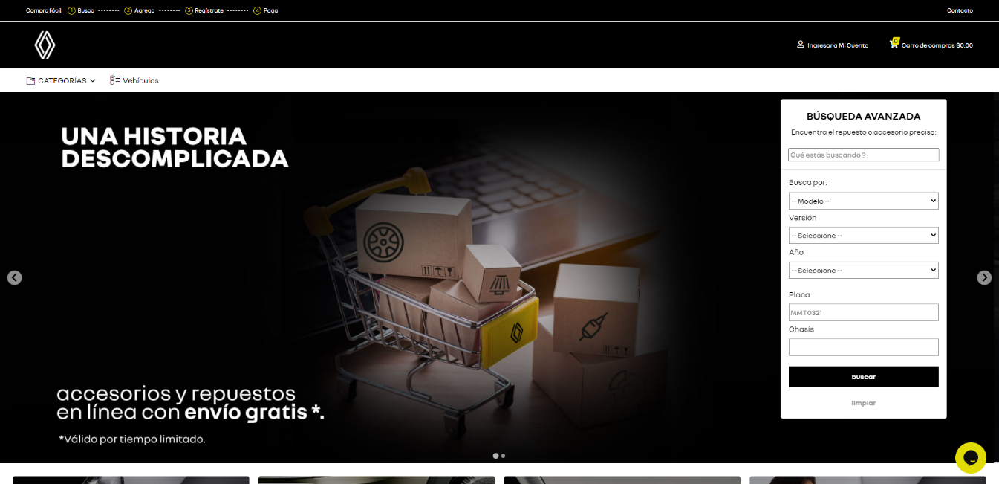 Compra fácil: 1 Busca -------- 2 Agrega -------- 3 Regístrate -------- 4 Paga
Contacto
Ingresar a Mi Cuenta
0
Carro de compras $0.00
CATEGORÍAS
Vehículos
UNA HISTORIA
DESCOMPLICADA
accesorios y repuestos
en línea con envío gratis *.
*Válido por tiempo limitado.
BÚSQUEDA AVANZADA
Encuentra el repuesto o accesorio preciso:
Qué estás buscando ?
Busca por:
-- Modelo --
Versión
-- Seleccione --
Año
-- Seleccione --
Placa
MMT0321
Chasís
buscar
limpiar